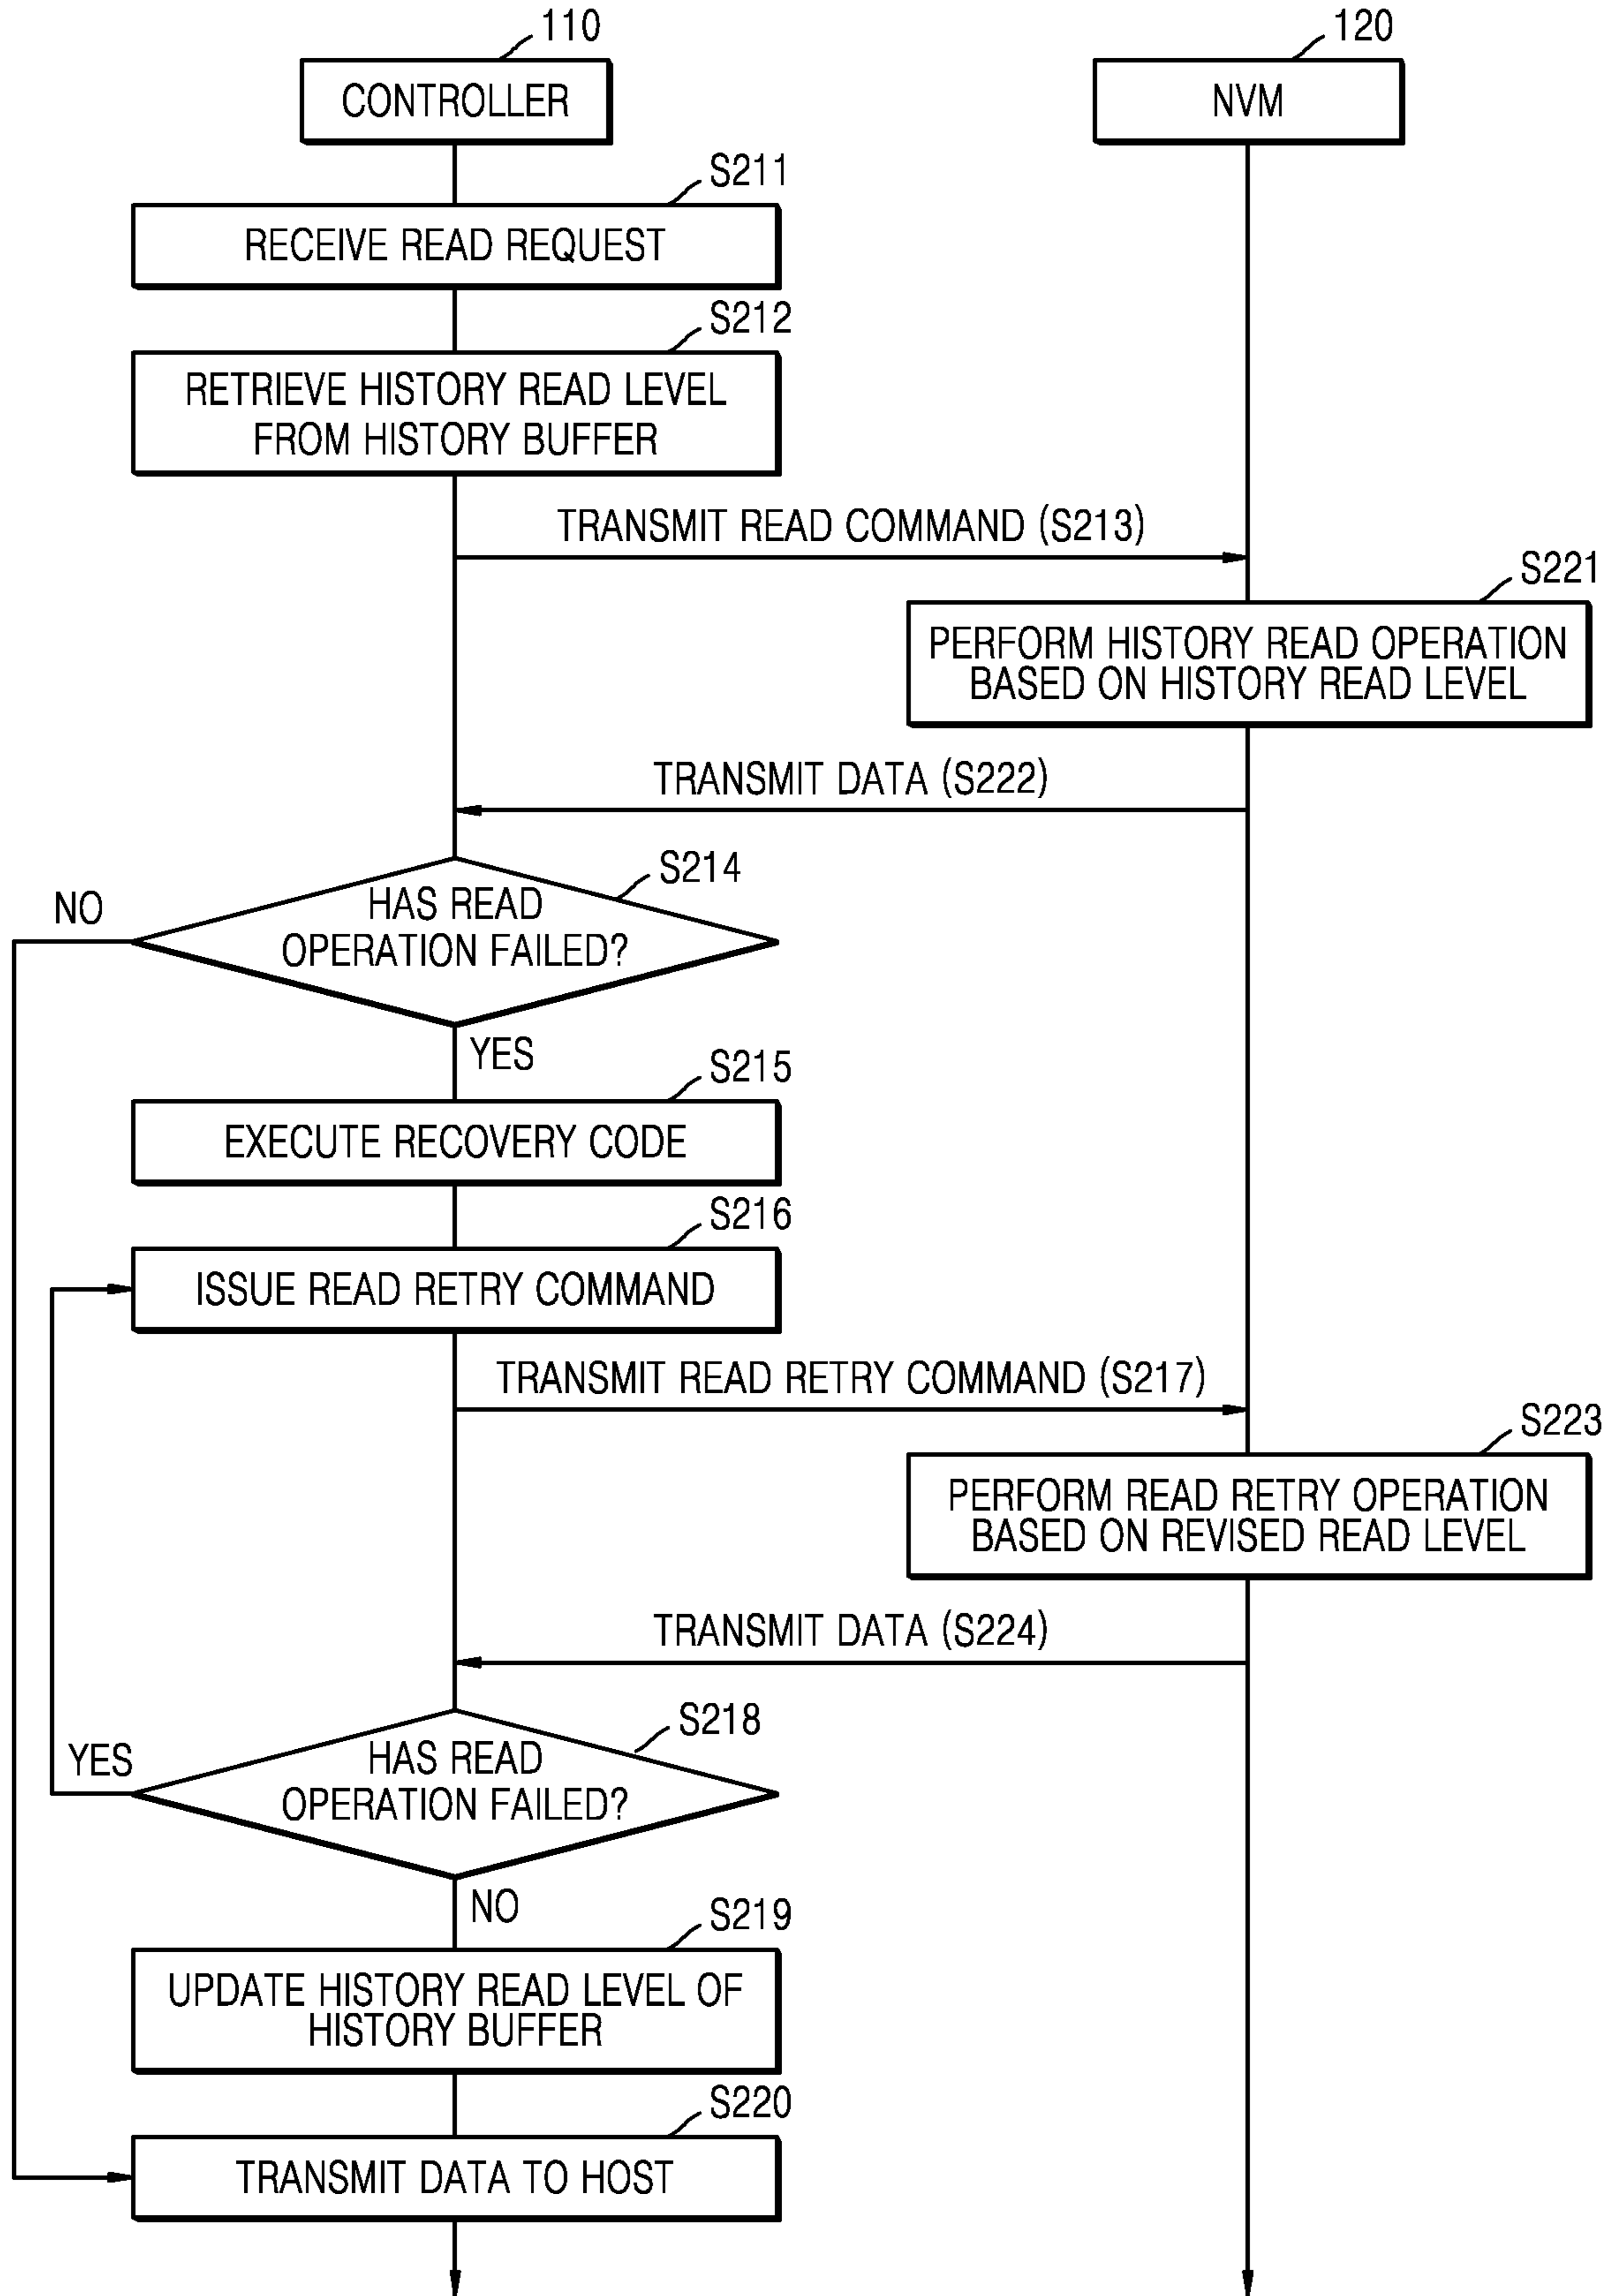 110
120
CONTROLLER
NVM
S211
RECEIVE READ REQUEST
S212
RETRIEVE HISTORY READ LEVEL
FROM HISTORY BUFFER
TRANSMIT READ COMMAND (S213)
S221
PERFORM HISTORY READ OPERATION
BASED ON HISTORY READ LEVEL
TRANSMIT DATA (S222)
S214
NO
HAS READ
OPERATION FAILED?
YES
S215
EXECUTE RECOVERY CODE
S216
ISSUE READ RETRY COMMAND
TRANSMIT READ RETRY COMMAND (S217)
S223
PERFORM READ RETRY OPERATION
BASED ON REVISED READ LEVEL
TRANSMIT DATA (S224)
S218
YES
HAS READ
OPERATION FAILED?
NO
S219
UPDATE HISTORY READ LEVEL OF
HISTORY BUFFER
S220
TRANSMIT DATA TO HOST